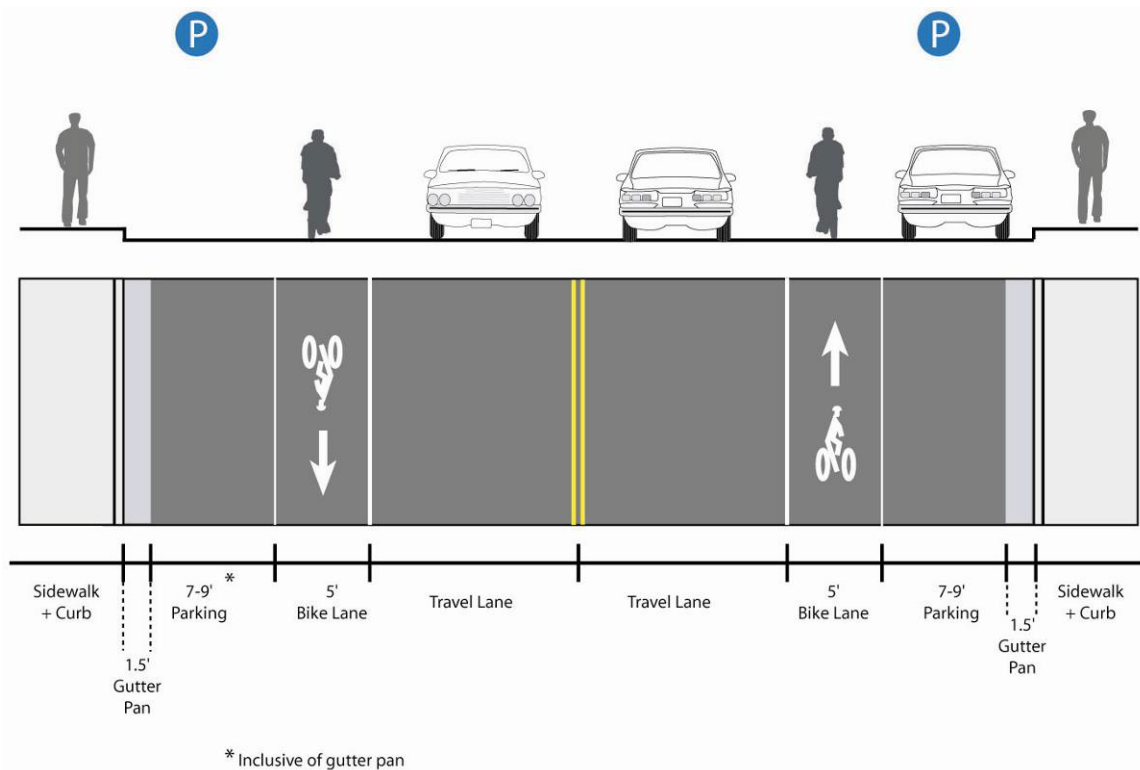 P
P
Sidewalk
+ Curb
7-9' *
Parking
5'
Bike Lane
Travel Lane
Travel Lane
5'
Bike Lane
7-9'
Parking
Sidewalk
+ Curb
1.5'
Gutter
Pan
1.5'
Gutter
Pan
* Inclusive of gutter pan